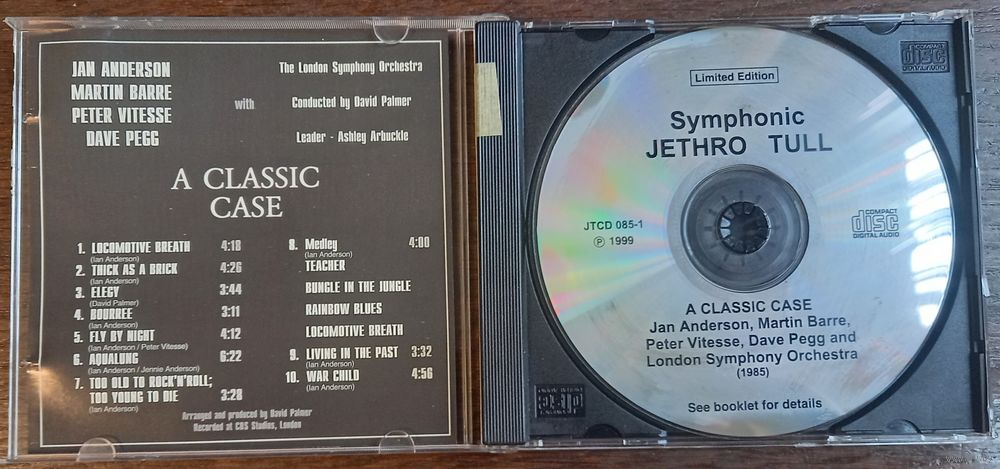 JAN ANDERSON
MARTIN BARRE
PETER VITESSE
DAVE PEGG
with
The London Symphony Orchestra
Conducted by David Palmer
Leader - Ashley Arbuckle
A CLASSIC
CASE
1. LOCOMOTIVE BREATH 4:18
(Ian Anderson)
2. THICK AS A BRICK 4:26
(Ian Anderson)
3. ELEGY 3:44
(David Palmer)
4. BOURREE 3:11
(Ian Anderson)
5. FLY BY NIGHT 4:12
(Ian Anderson / Peter Vitesse)
6. AQUALUNG 6:22
(Ian Anderson / Jennie Anderson)
7. TOO OLD TO ROCK'N'ROLL;
TOO YOUNG TO DIE 3:28
(Ian Anderson)
8. Medley 4:00
(Ian Anderson)
TEACHER
BUNGLE IN THE JUNGLE
RAINBOW BLUES
LOCOMOTIVE BREATH
9. LIVING IN THE PAST 3:32
(Ian Anderson)
10. WAR CHILD 4:56
(Ian Anderson)
Arranged and produced by David Palmer
Recorded at CBS Studios, London
Limited Edition
Symphonic
JETHRO TULL
JTCD 085-1
℗ 1999
COMPACT
disc
DIGITAL AUDIO
A CLASSIC CASE
Jan Anderson, Martin Barre,
Peter Vitesse, Dave Pegg and
London Symphony Orchestra
(1985)
See booklet for details
COMPACT
disc